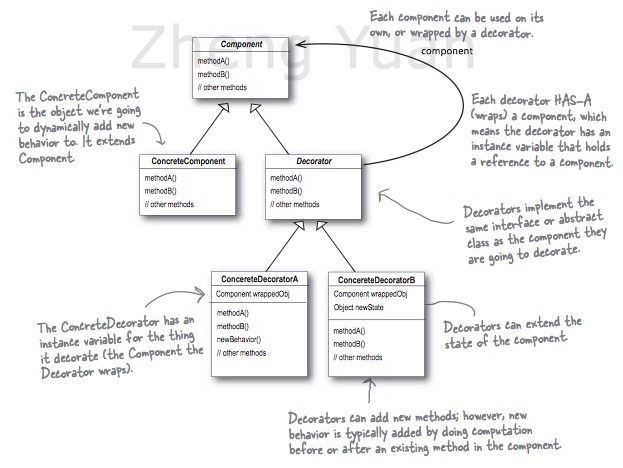 Zheng Yuan
Each component can be used on its
own, or wrapped by a decorator.
component
Component
methodA()
methodB()
// other methods
The ConcreteComponent
is the object we're going
to dynamically add new
behavior to. It extends
Component.
Each decorator HAS-A
(wraps) a component, which
means the decorator has an
instance variable that holds
a reference to a component.
ConcreteComponent
methodA()
methodB()
// other methods
Decorator
methodA()
methodB()
// other methods
Decorators implement the
same interface or abstract
class as the component they
are going to decorate.
ConcereteDecoratorA
Component wrappedObj
methodA()
methodB()
newBehavior()
// other methods
ConcereteDecoratorB
Component wrappedObj
Object newState
methodA()
methodB()
// other methods
The ConcreteDecorator has an
instance variable for the thing
it decorate (the Component the
Decorator wraps).
Decorators can extend the
state of the component.
Decorators can add new methods; however, new
behavior is typically added by doing computation
before or after an existing method in the component.